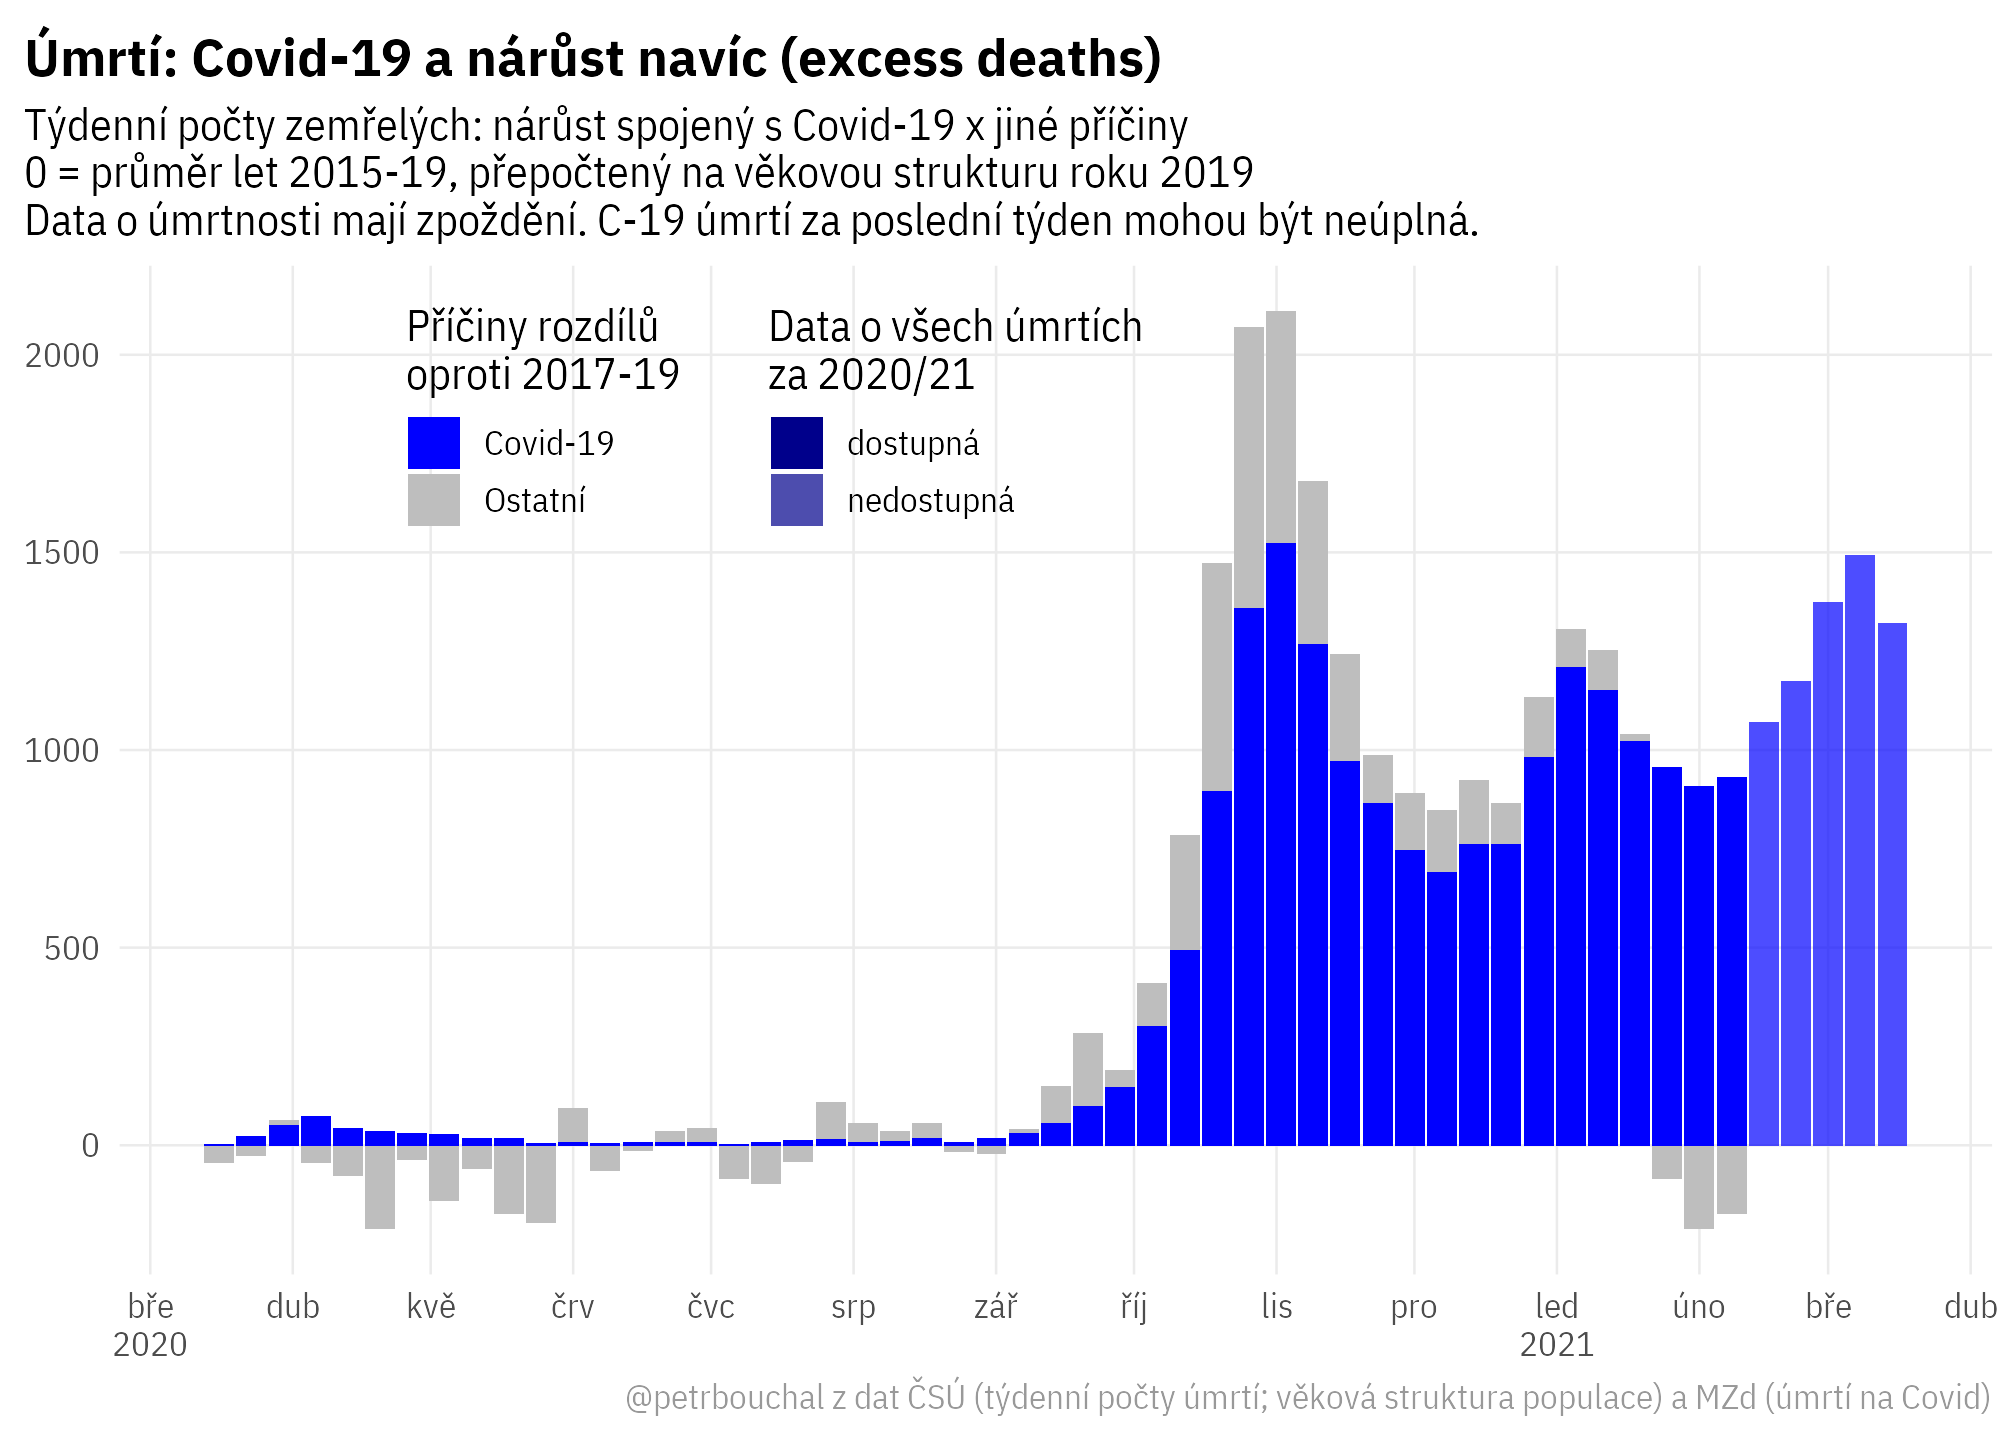 Úmrtí: Covid-19 a nárůst navíc (excess deaths)
Týdenní počty zemřelých: nárůst spojený s Covid-19 x jiné příčiny
0 = průměr let 2015-19, přepočtený na věkovou strukturu roku 2019
Data o úmrtnosti mají zpoždění. C-19 úmrtí za poslední týden mohou být neúplná.
Příčiny rozdílů
oproti 2017-19
Covid-19
Ostatní
Data o všech úmrtích
za 2020/21
dostupná
nedostupná
2000
1500
1000
500
0
bře dub kvě črv čvc srp zář říj lis pro led úno bře dub
2020 2021
@petrbouchal z dat ČSÚ (týdenní počty úmrtí; věková struktura populace) a MZd (úmrtí na Covid)